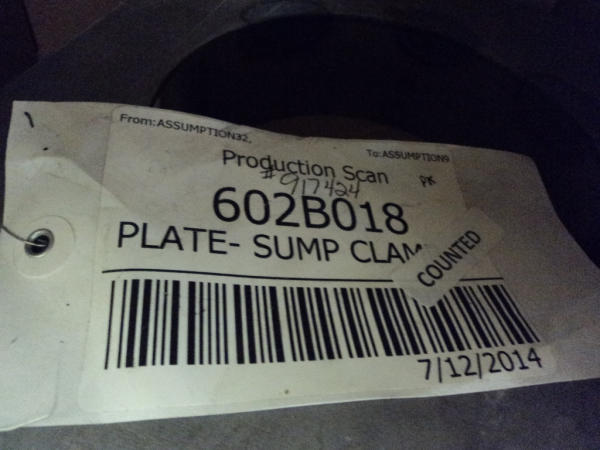 From:ASSUMPTION32,
To:ASSUMPTION9
Production Scan
PK
#917424
602B018
PLATE- SUMP CLAM
COUNTED
7/12/2014